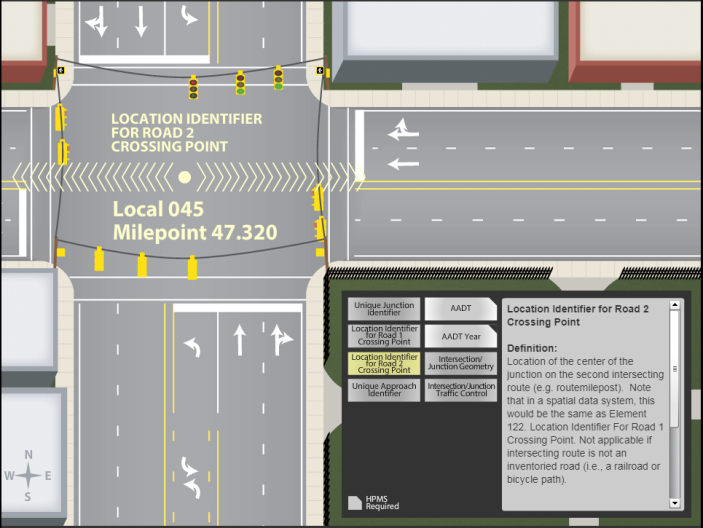 LOCATION IDENTIFIER
FOR ROAD 2
CROSSING POINT
Local 045
Milepoint 47.320
Unique Junction
Identifier
AADT
Location Identifier
for Road 1
Crossing Point
AADT Year
Location Identifier
for Road 2
Crossing Point
Intersection/
Junction Geometry
Unique Approach
Identifier
Intersection/Junction
Traffic Control
HPMS
Required
Location Identifier for Road 2
Crossing Point
Definition:
Location of the center of the
junction on the second intersecting
route (e.g. routemilepost). Note
that in a spatial data system, this
would be the same as Element
122. Location Identifier For Road 1
Crossing Point. Not applicable if
intersecting route is not an
inventoried road (i.e., a railroad or
bicycle path).
N
W E
S